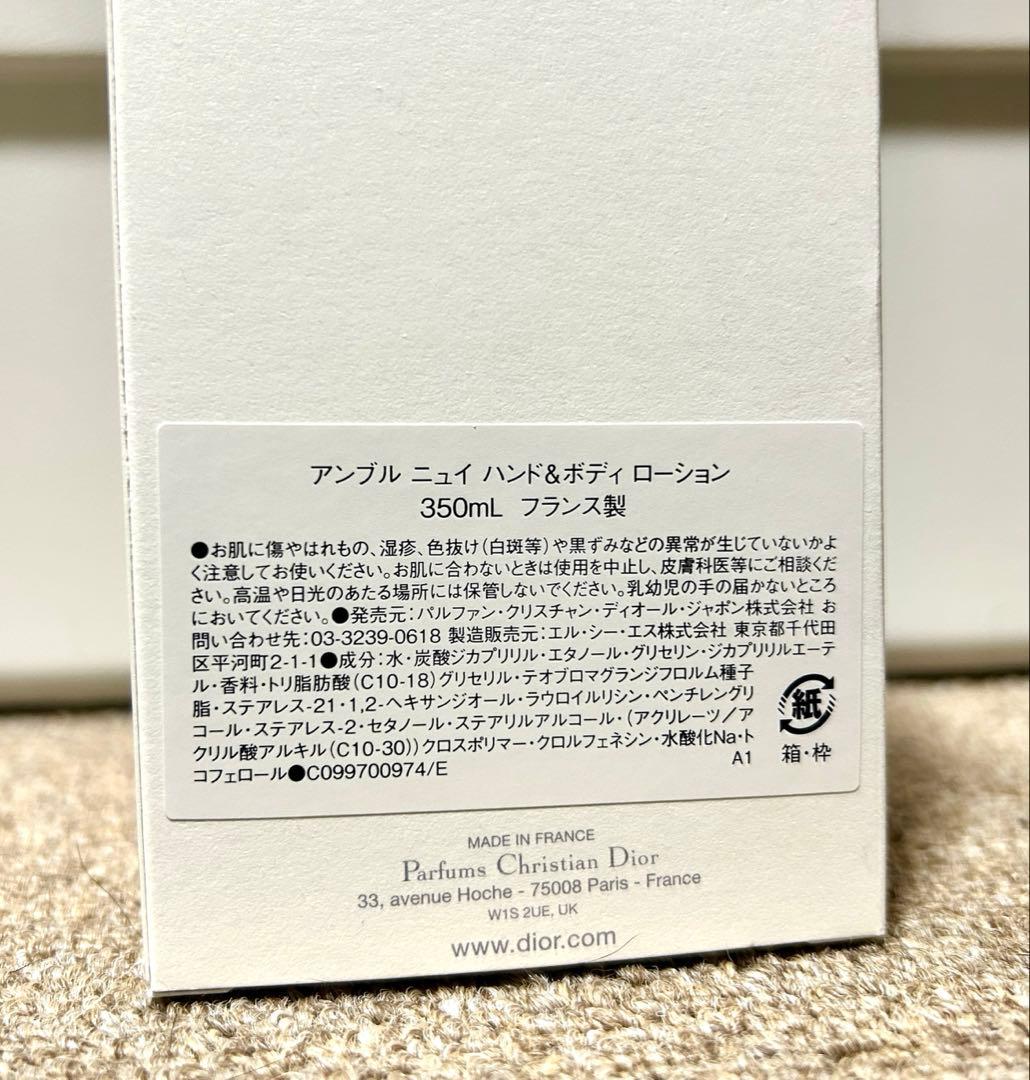 アンブル ニュイ ハンド&ボディ ローション
350mL フランス製
●お肌に傷やはれもの、湿疹、色抜け(白斑等)や黒ずみなどの異常が生じていないかよ
く注意してお使いください。お肌に合わないときは使用を中止し、皮膚科医等にご相談くだ
さい。高温や日光のあたる場所には保管しないでください。乳幼児の手の届かないところ
においてください。●発売元:パルファン・クリスチャン・ディオール・ジャポン株式会社 お
問い合わせ先:03-3239-0618 製造販売元:エル・シー・エス株式会社 東京都千代田
区平河町2-1-1●成分:水・炭酸ジカプリリル・エタノール・グリセリン・ジカプリリルエーテ
ル・香料・トリ脂肪酸(C10-18)グリセリル・テオブロマグランジフロルム種子
脂・ステアレス-21・1,2-ヘキサンジオール・ラウロイルリシン・ペンチレングリ
コール・ステアレス-2・セタノール・ステアリルアルコール・(アクリレーツ/ア
クリル酸アルキル(C10-30))クロスポリマー・クロルフェネシン・水酸化Na・ト
コフェロール●C099700974/E
A1
紙
箱・枠
MADE IN FRANCE
Parfums Christian Dior
33, avenue Hoche - 75008 Paris - France
W1S 2UE, UK
www.dior.com